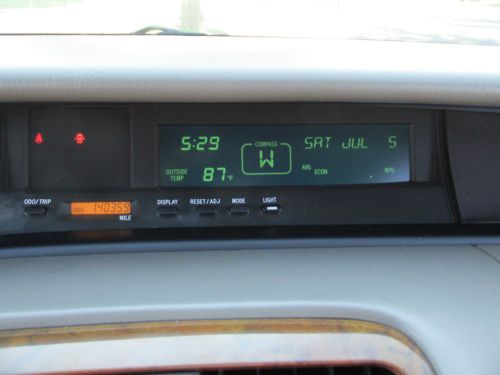 5:29 COMPASS SAT JUL 5
W
OUTSIDE TEMP 87°F AVG ECON MPG
ODO/TRIP ODO 140359 MILE DISPLAY RESET/ADJ MODE LIGHT